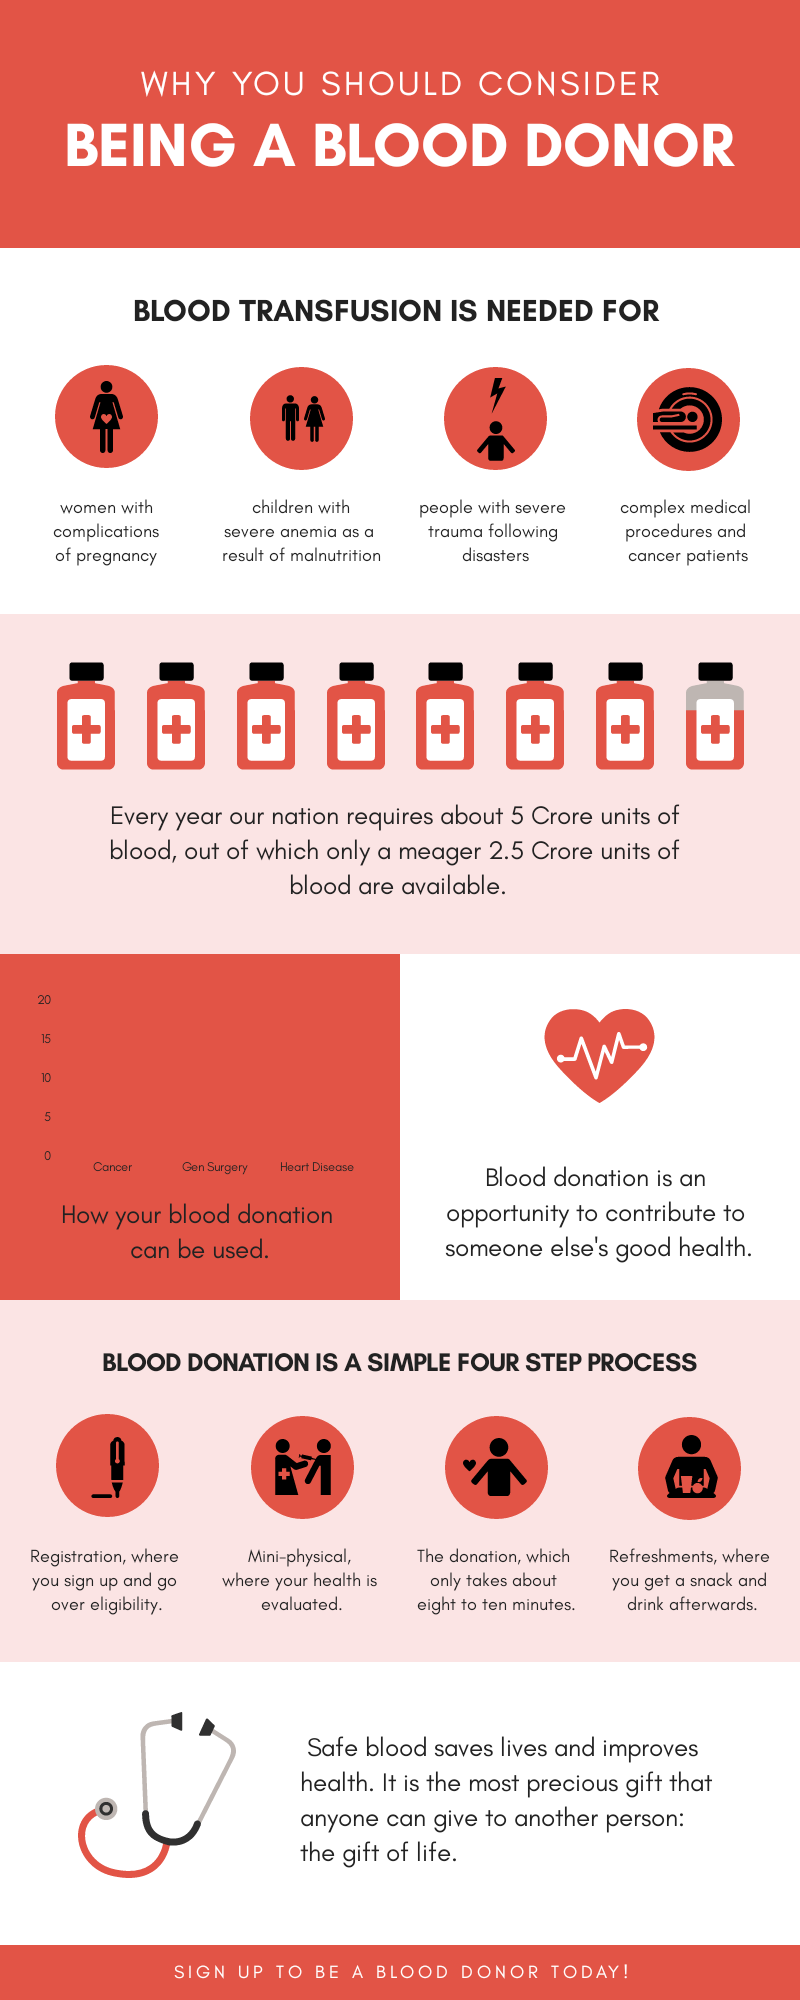 WHY YOU SHOULD CONSIDER
BEING A BLOOD DONOR
BLOOD TRANSFUSION IS NEEDED FOR
women with
complications
of pregnancy
children with
severe anemia as a
result of malnutrition
people with severe
trauma following
disasters
complex medical
procedures and
cancer patients
Every year our nation requires about 5 Crore units of
blood, out of which only a meager 2.5 Crore units of
blood are available.
20
15
10
5
0
Cancer
Gen Surgery
Heart Disease
How your blood donation
can be used.
Blood donation is an
opportunity to contribute to
someone else's good health.
BLOOD DONATION IS A SIMPLE FOUR STEP PROCESS
Registration, where
you sign up and go
over eligibility.
Mini-physical,
where your health is
evaluated.
The donation, which
only takes about
eight to ten minutes.
Refreshments, where
you get a snack and
drink afterwards.
Safe blood saves lives and improves
health. It is the most precious gift that
anyone can give to another person:
the gift of life.
SIGN UP TO BE A BLOOD DONOR TODAY!